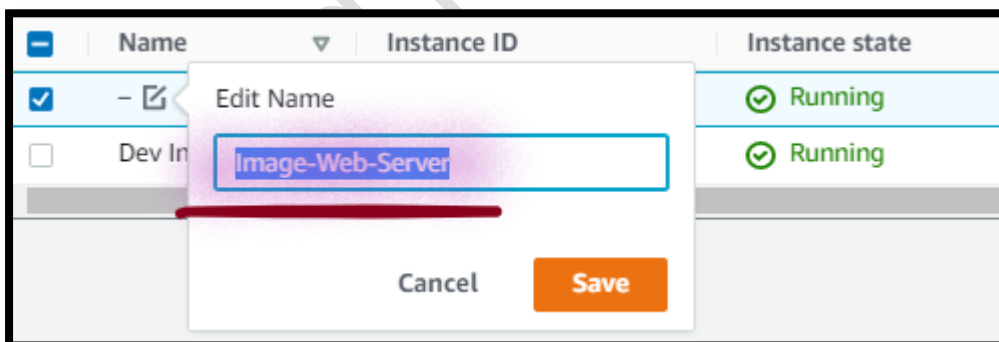 Name Instance ID Instance state
– Edit Name Running
Image-Web-Server
Dev In Running
Cancel Save